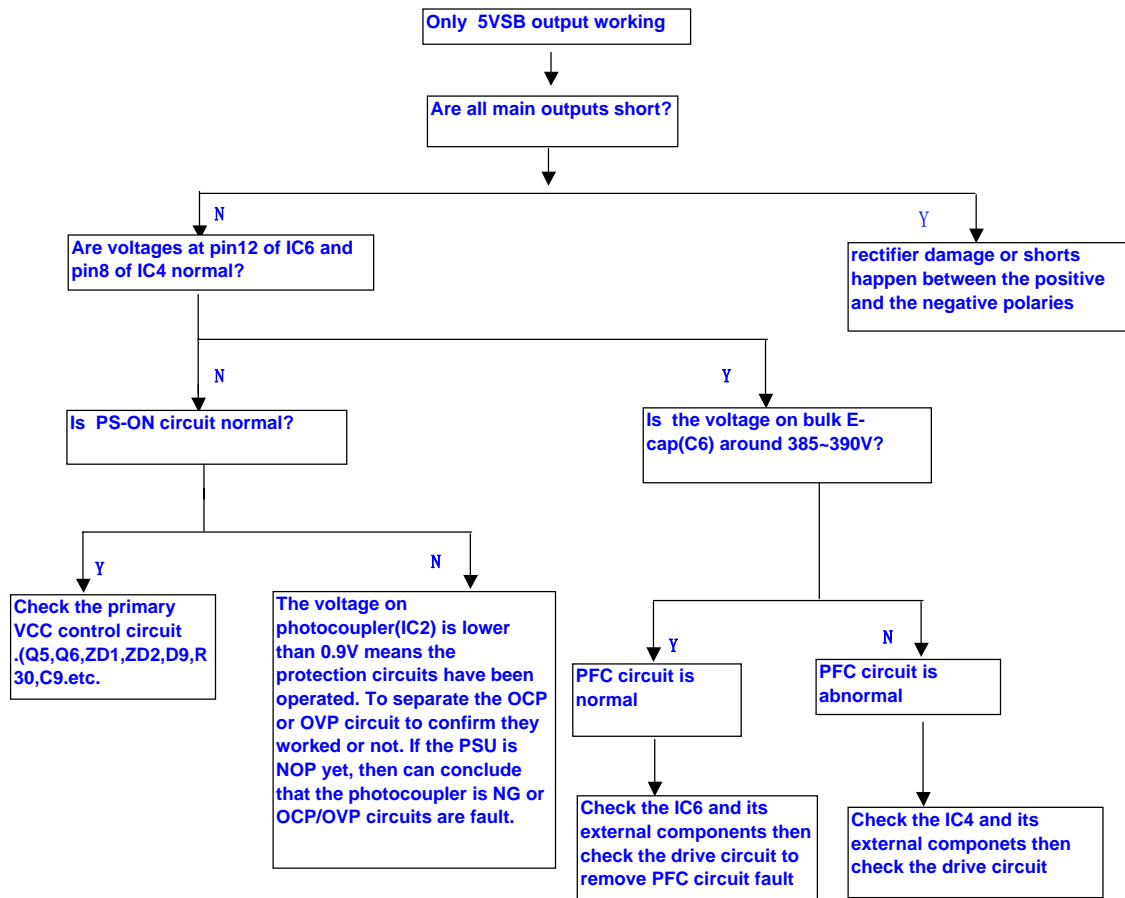 Only 5VSB output working
Are all main outputs short?
N
Y
Are voltages at pin12 of IC6 and
pin8 of IC4 normal?
rectifier damage or shorts
happen between the positive
and the negative polaries
N
Y
Is PS-ON circuit normal?
Is the voltage on bulk E-
cap(C6) around 385~390V?
Y
N
Check the primary
VCC control circuit
.(Q5,Q6,ZD1,ZD2,D9,R
30,C9.etc.
The voltage on
photocoupler(IC2) is lower
than 0.9V means the
protection circuits have been
operated. To separate the OCP
or OVP circuit to confirm they
worked or not. If the PSU is
NOP yet, then can conclude
that the photocoupler is NG or
OCP/OVP circuits are fault.
Y
N
PFC circuit is
normal
PFC circuit is
abnormal
Check the IC6 and its
external components then
check the drive circuit to
remove PFC circuit fault
Check the IC4 and its
external componets then
check the drive circuit